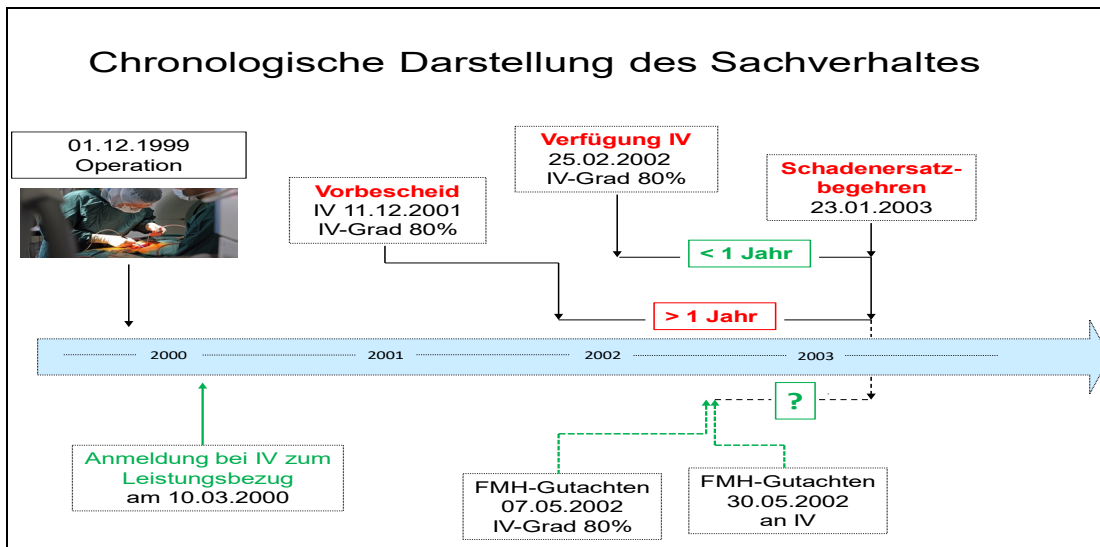 Chronologische Darstellung des Sachverhaltes
01.12.1999
Operation
Vorbescheid
IV 11.12.2001
IV-Grad 80%
Verfügung IV
25.02.2002
IV-Grad 80%
Schadenersatz-
begehren
23.01.2003
< 1 Jahr
> 1 Jahr
2000
2001
2002
2003
?
Anmeldung bei IV zum
Leistungsbezug
am 10.03.2000
FMH-Gutachten
07.05.2002
IV-Grad 80%
FMH-Gutachten
30.05.2002
an IV